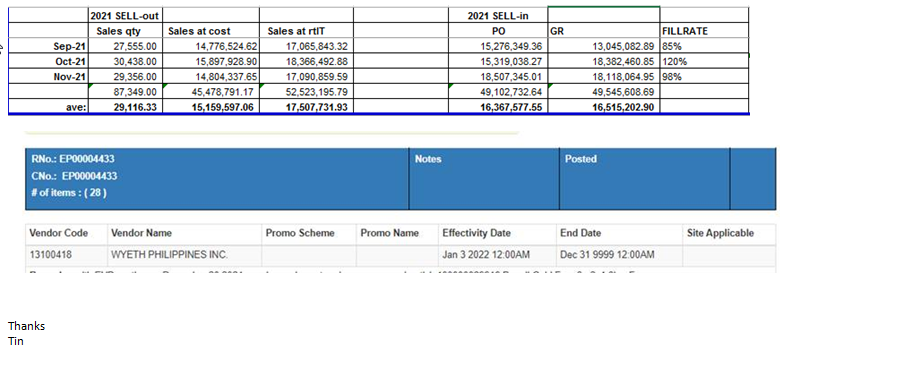 2021 SELL-out 2021 SELL-in
Sales qty Sales at cost Sales at rtlT PO GR FILLRATE
Sep-21 27,555.00 14,776,524.62 17,065,843.32 15,276,349.36 13,045,082.89 85%
Oct-21 30,438.00 15,897,928.90 18,366,492.88 15,319,038.27 18,382,460.85 120%
Nov-21 29,356.00 14,804,337.65 17,090,859.59 18,507,345.01 18,118,064.95 98%
87,349.00 45,478,791.17 52,523,195.79 49,102,732.64 49,545,608.69
ave: 29,116.33 15,159,597.06 17,507,731.93 16,367,577.55 16,515,202.90
RNo.: EP00004433 Notes Posted
CNo.: EP00004433
# of items : ( 28 )
Vendor Code Vendor Name Promo Scheme Promo Name Effectivity Date End Date Site Applicable
13100418 WYETH PHILIPPINES INC. Jan 3 2022 12:00AM Dec 31 9999 12:00AM
Thanks
Tin